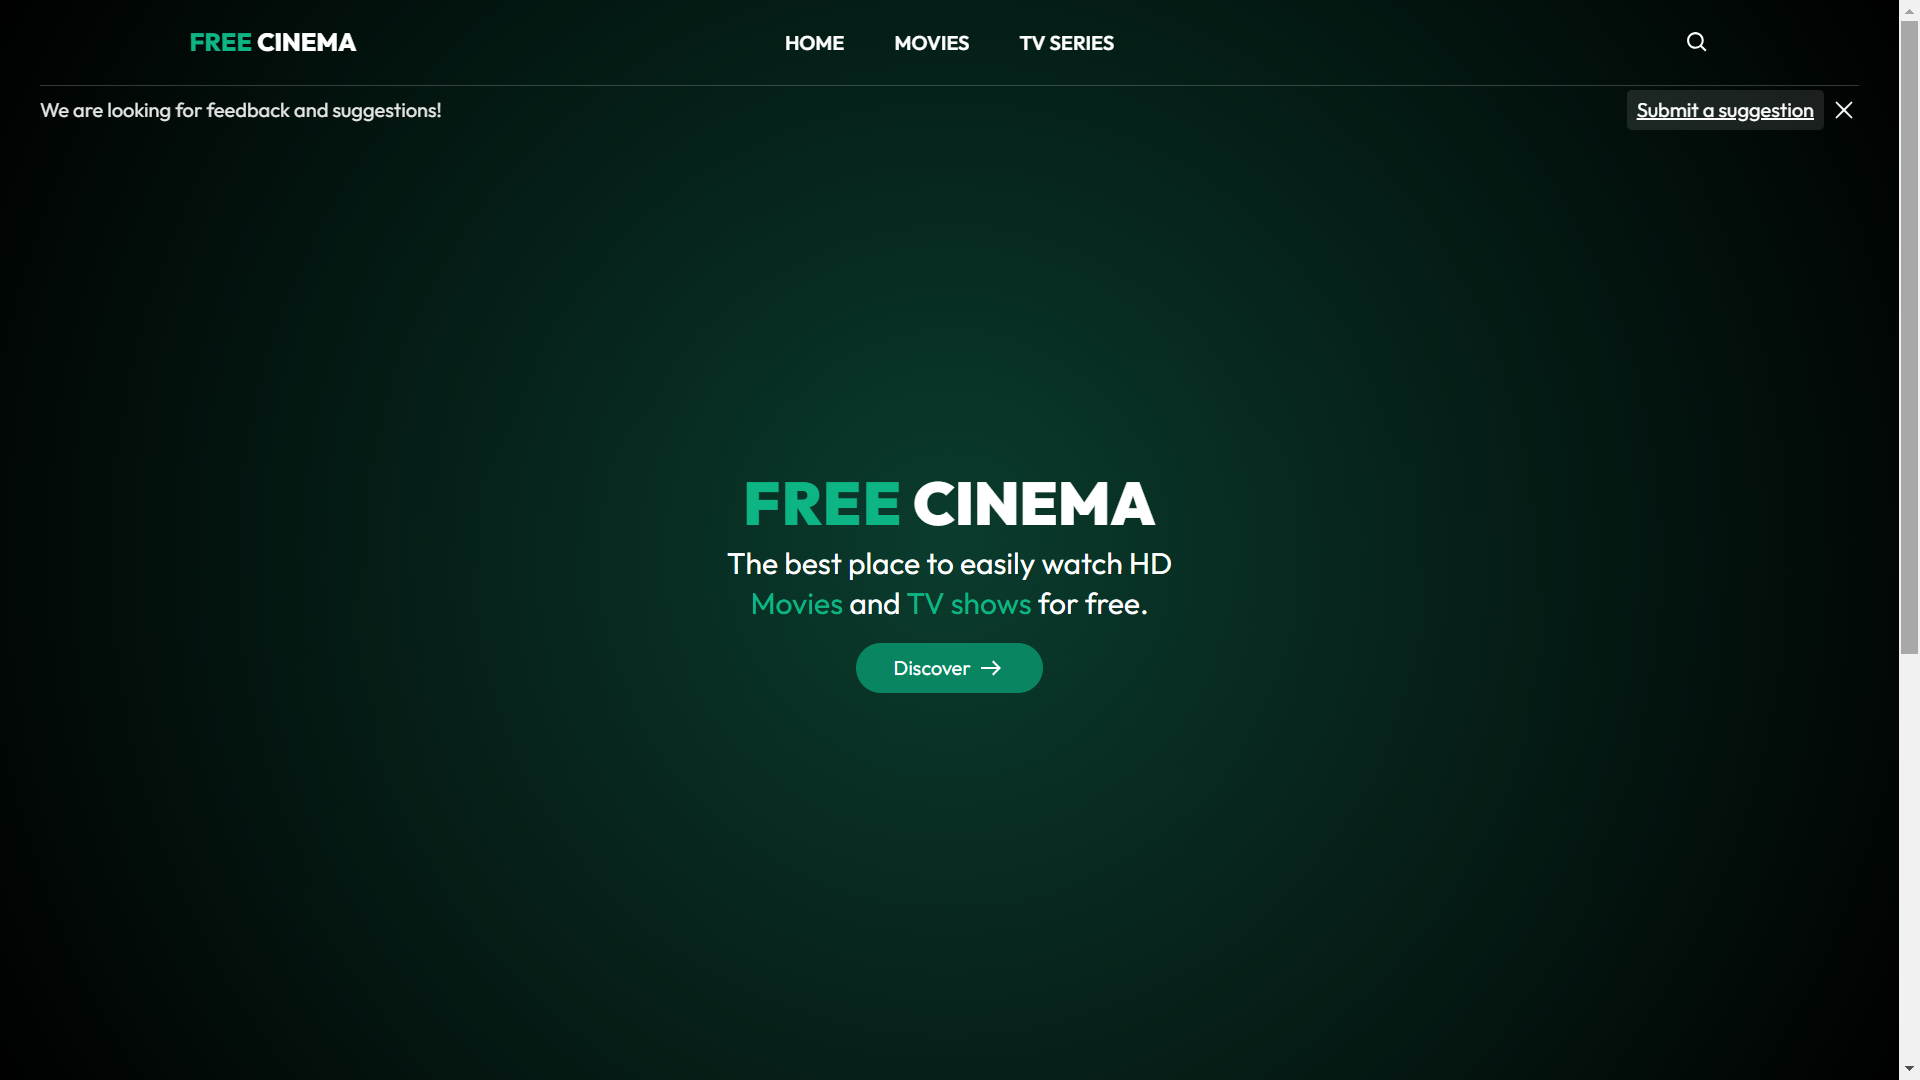 FREE CINEMA
HOME
MOVIES
TV SERIES
We are looking for feedback and suggestions!
Submit a suggestion
FREE CINEMA
The best place to easily watch HD
Movies and TV shows for free.
Discover